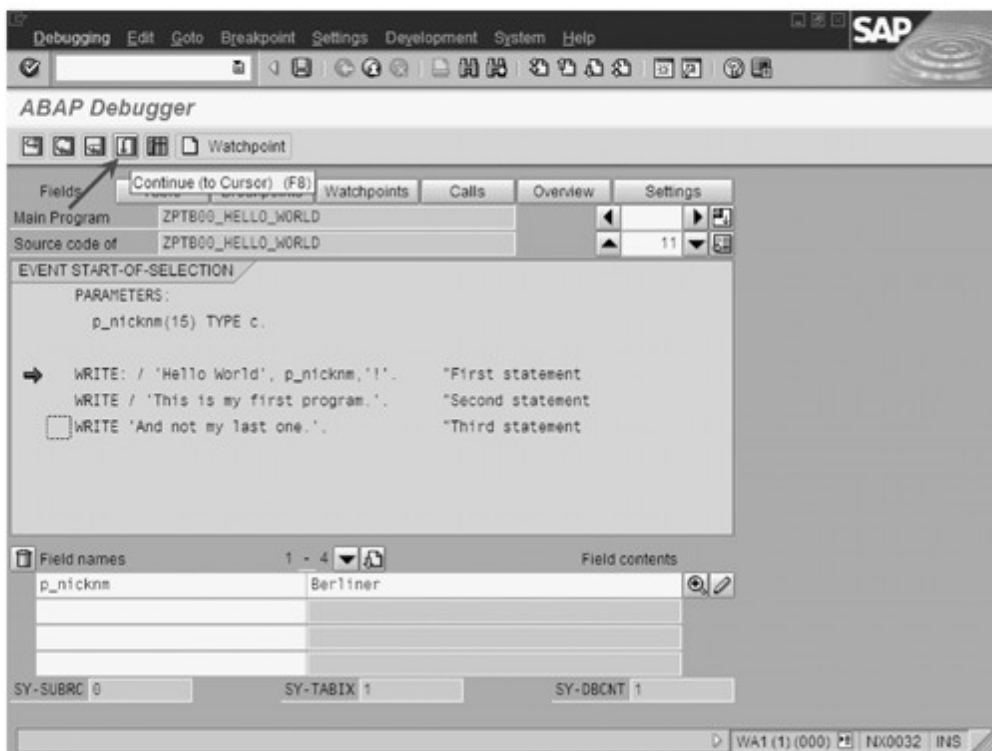 Debugging Edit Goto Breakpoint Settings Development System Help
SAP
ABAP Debugger
Watchpoint
Continue (to Cursor) (F8)
Fields Watchpoints Calls Overview Settings
Main Program ZPTB00_HELLO_WORLD
Source code of ZPTB00_HELLO_WORLD 11
EVENT START-OF-SELECTION
PARAMETERS:
p_nicknm(15) TYPE c.
WRITE: / 'Hello World', p_nicknm,'!'. "First statement
WRITE / 'This is my first program.'. "Second statement
WRITE 'And not my last one.'. "Third statement
Field names 1 - 4 Field contents
p_nicknm Berliner
SY-SUBRC 0 SY-TABIX 1 SY-DBCNT 1
WA1 (1) (000) NX0032 INS